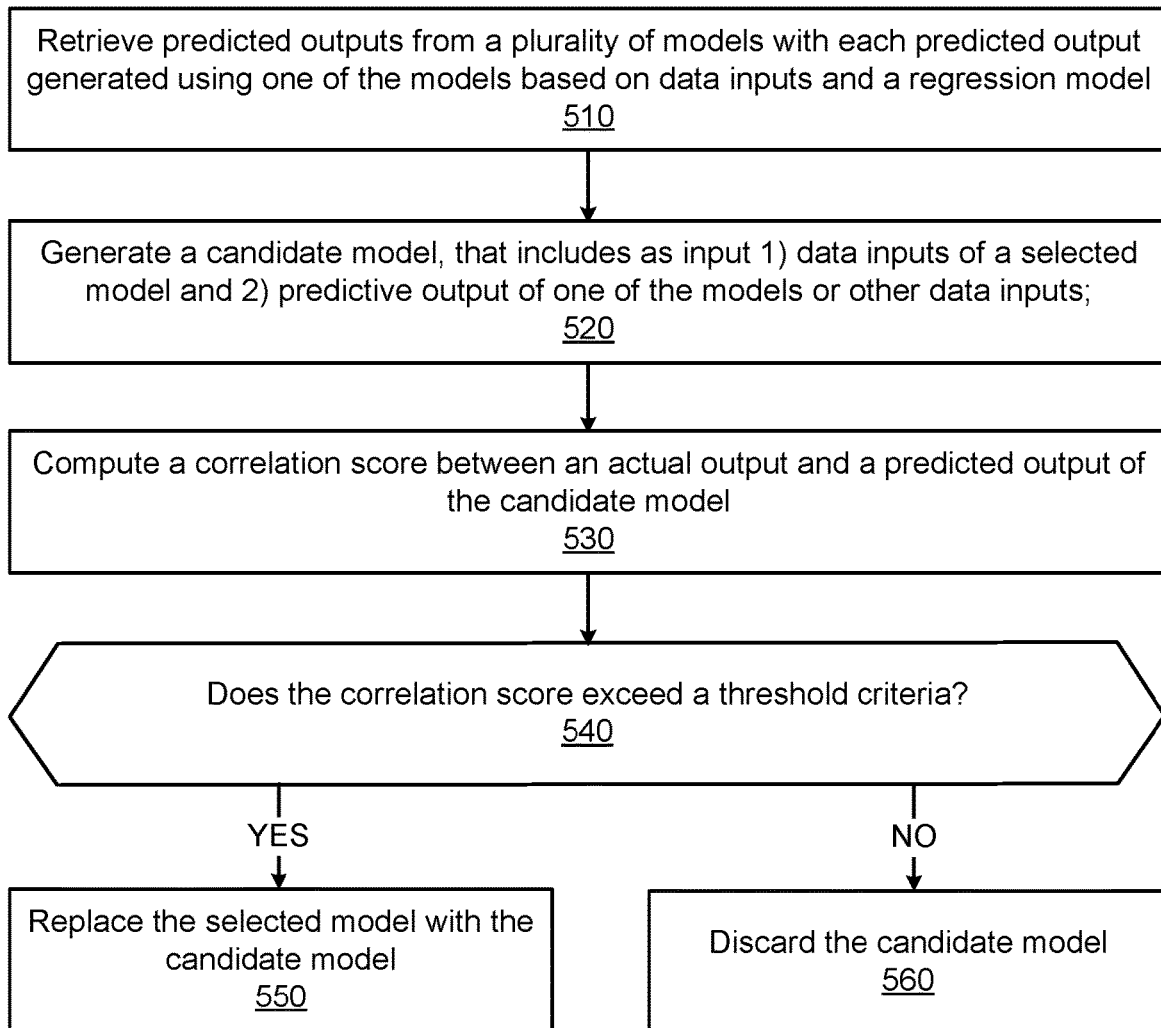 Retrieve predicted outputs from a plurality of models with each predicted output
generated using one of the models based on data inputs and a regression model
510
Generate a candidate model, that includes as input 1) data inputs of a selected
model and 2) predictive output of one of the models or other data inputs;
520
Compute a correlation score between an actual output and a predicted output of
the candidate model
530
Does the correlation score exceed a threshold criteria?
540
YES
NO
Replace the selected model with the
candidate model
550
Discard the candidate model
560